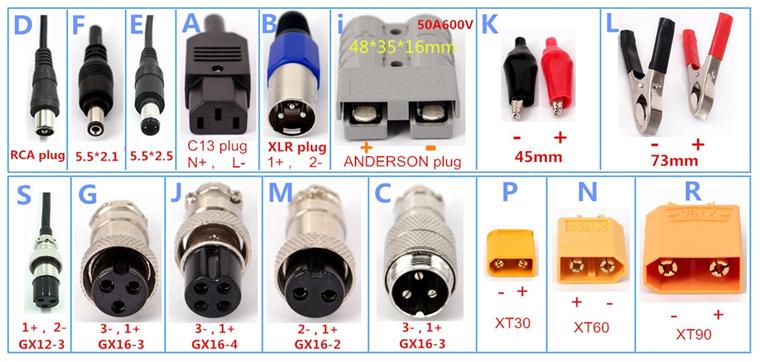 D
F
E
A
B
i
50A600V
48*35*16mm
K
L
RCA plug
5.5*2.1
5.5*2.5
C13 plug
N+ , L-
XLR plug
1+ , 2-
+ -
ANDERSON plug
- +
45mm
- +
73mm
S
G
J
M
C
P
N
R
1+ , 2-
GX12-3
3- , 1+
GX16-3
3- , 1+
GX16-4
2- , 1+
GX16-2
3- , 1+
GX16-3
- +
XT30
+ -
XT60
- +
XT90